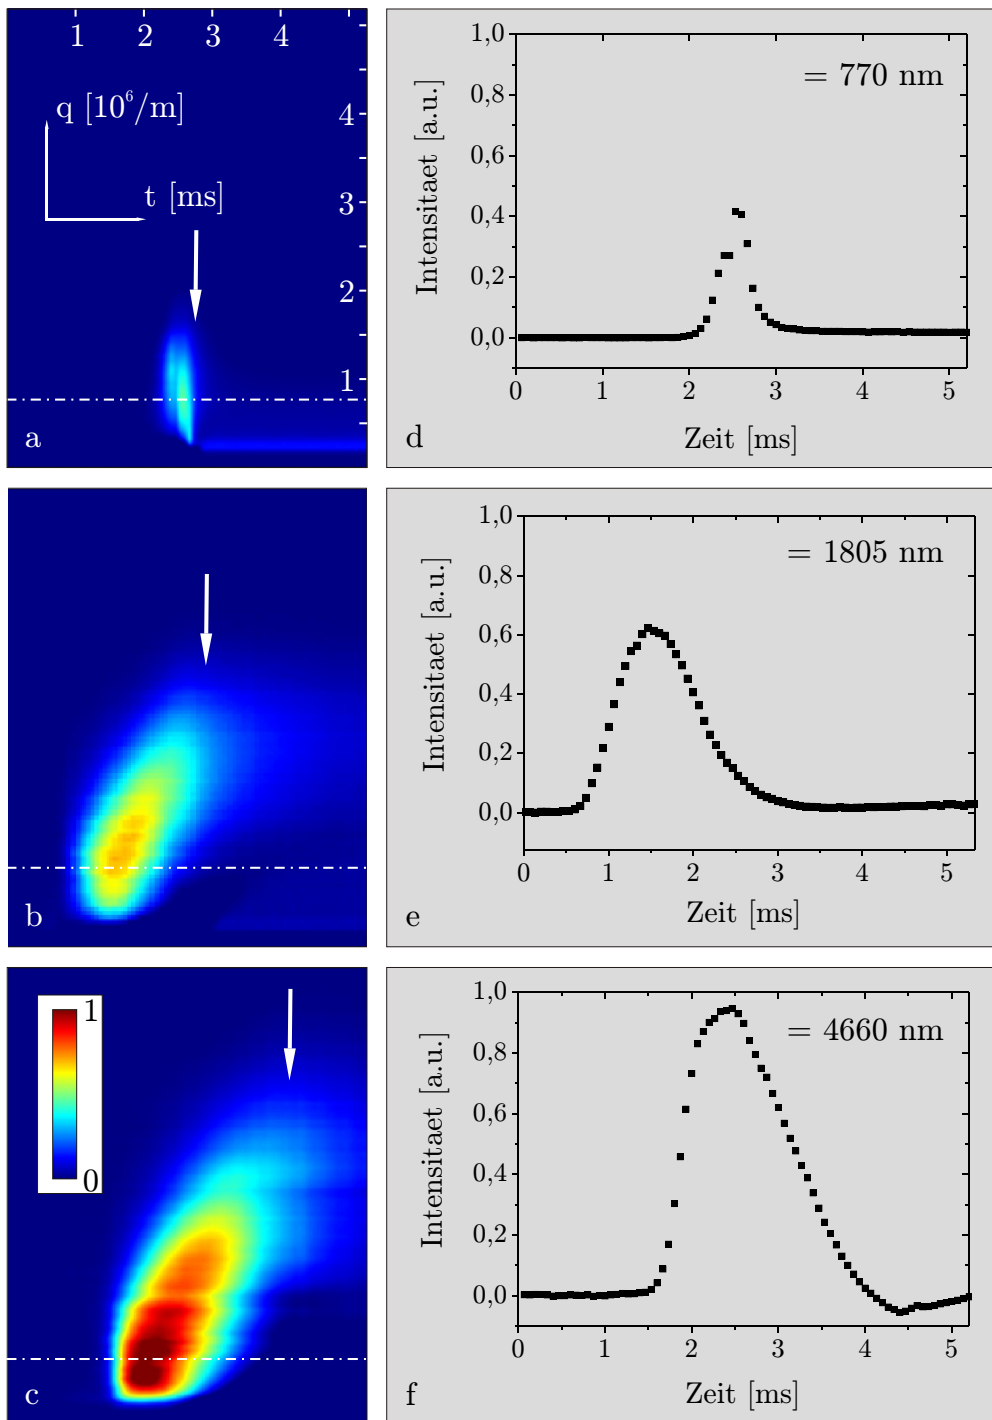 1 2 3 4
q [10⁶/m]
4
t [ms]
3
2
1
a
1,0
= 770 nm
0,8
0,6
0,4
0,2
0,0
0 1 2 3 4 5
Intensitaet [a.u.]
Zeit [ms]
d
b
1,0
= 1805 nm
0,8
0,6
0,4
0,2
0,0
0 1 2 3 4 5
Intensitaet [a.u.]
Zeit [ms]
e
1
0
c
1,0
= 4660 nm
0,8
0,6
0,4
0,2
0,0
0 1 2 3 4 5
Intensitaet [a.u.]
Zeit [ms]
f